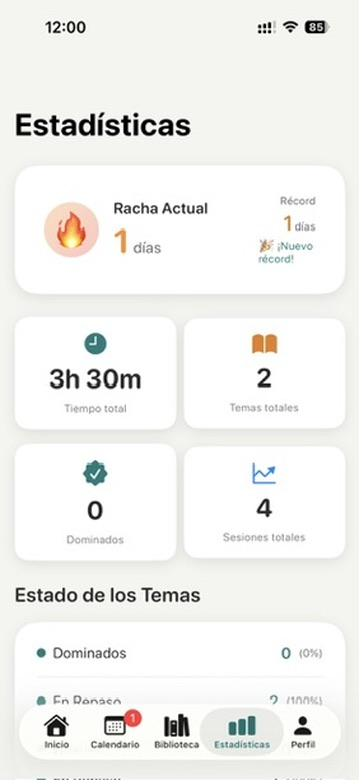 12:00
85
Estadísticas
Racha Actual
1 días
Récord
1 días
¡Nuevo
récord!
3h 30m
Tiempo total
2
Temas totales
0
Dominados
4
Sesiones totales
Estado de los Temas
Dominados 0 (0%)
En Repaso 2 (100%)
1
Inicio Calendario Biblioteca Estadísticas Perfil